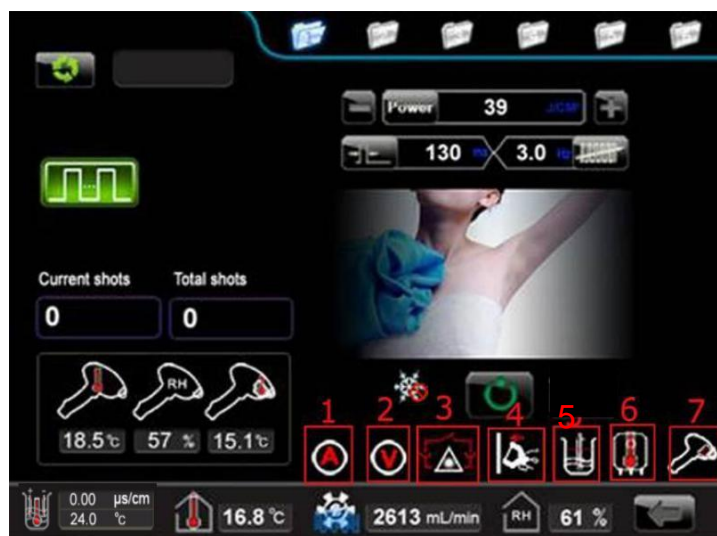 Power 39 J/CM²
130 ms 3.0 Hz
Current shots Total shots
0 0
RH
18.5℃ 57 % 15.1℃
1 2 3 4 5 6 7
A V
0.00 µs/cm
24.0 ℃
16.8 ℃ 2613 mL/min RH 61 %